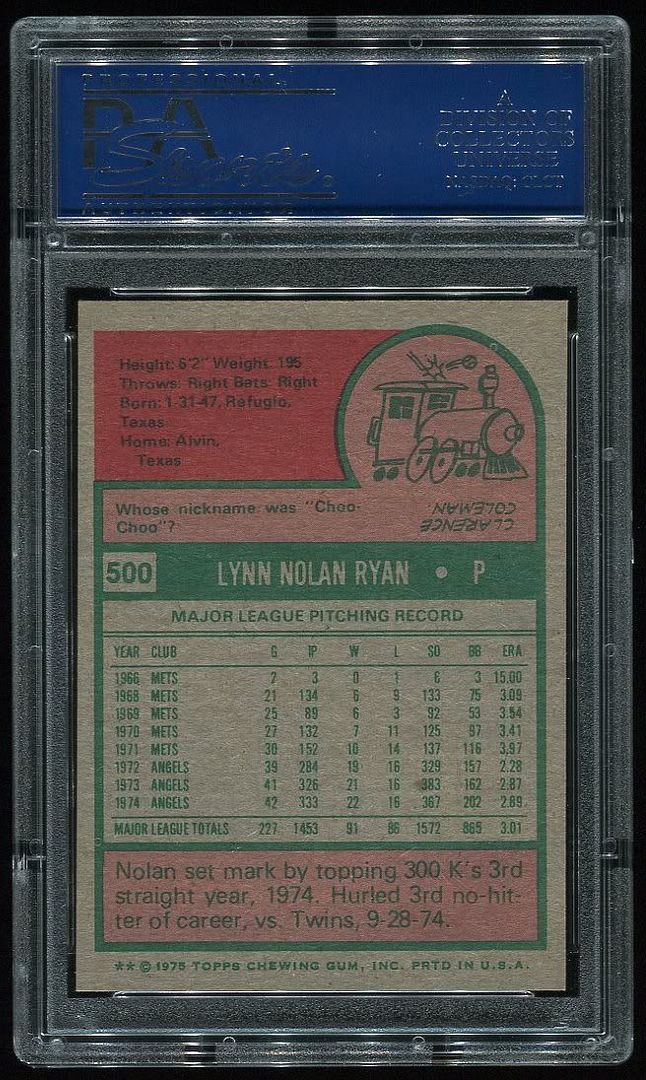 PROFESSIONAL
PSA
Sports
AUTHENTICATOR
A
DIVISION OF
COLLECTORS
UNIVERSE
NASDAQ: CLCT
Height: 6'2" Weight: 195
Throws: Right Bats: Right
Born: 1-31-47, Refugio,
Texas
Home: Alvin,
Texas
Whose nickname was "Choo-
Choo"?
CLARENCE
COLEMAN
500 LYNN NOLAN RYAN • P
MAJOR LEAGUE PITCHING RECORD
YEAR CLUB G IP W L SO BB ERA
1966 METS 2 3 0 1 6 3 15.00
1968 METS 21 134 6 9 133 75 3.09
1969 METS 25 89 6 3 92 53 3.54
1970 METS 27 132 7 11 125 97 3.41
1971 METS 30 152 10 14 137 116 3.97
1972 ANGELS 39 284 19 16 329 157 2.28
1973 ANGELS 41 326 21 16 383 162 2.87
1974 ANGELS 42 333 22 16 367 202 2.89
MAJOR LEAGUE TOTALS 227 1453 91 86 1572 865 3.01
Nolan set mark by topping 300 K's 3rd
straight year, 1974. Hurled 3rd no-hit-
ter of career, vs. Twins, 9-28-74.
** © 1975 TOPPS CHEWING GUM, INC. PRTD IN U.S.A.